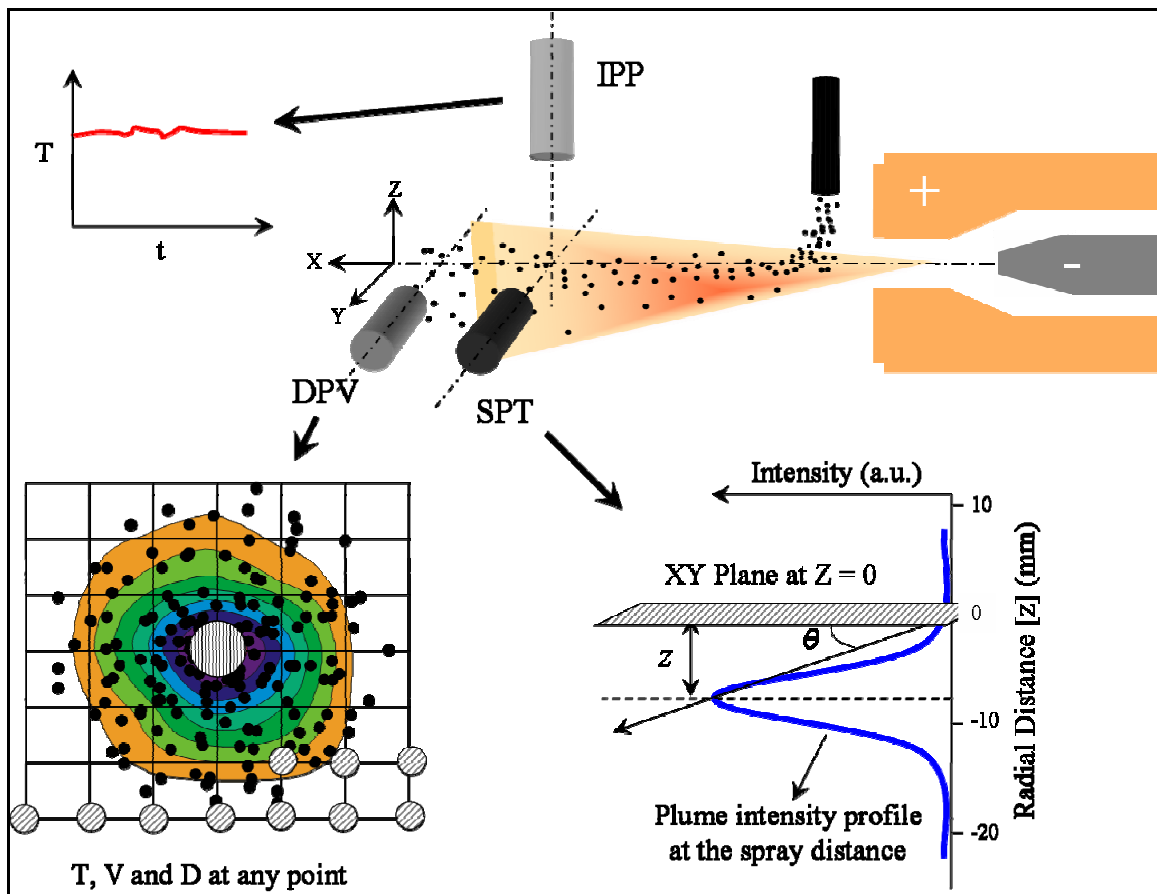 IPP
T
t
+
-
Z
X
Y
DPV
SPT
Intensity (a.u.)
10
XY Plane at Z = 0
0
θ
z
-10
-20
Radial Distance [z] (mm)
Plume intensity profile
at the spray distance
T, V and D at any point